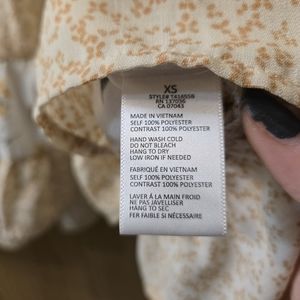 XS
STYLE# T41655B
RN 137036
CA 07043
MADE IN VIETNAM
SELF 100% POLYESTER
CONTRAST 100% POLYESTER
HAND WASH COLD
DO NOT BLEACH
HANG TO DRY
LOW IRON IF NEEDED
FABRIQUÉ EN VIETNAM
SELF 100% POLYESTER
CONTRAST 100% POLYESTER
LAVER Á LA MAIN FROID
NE PAS JAVELLISER
HANG TO SEC
FER FAIBLE SI NÉCESSAIRE